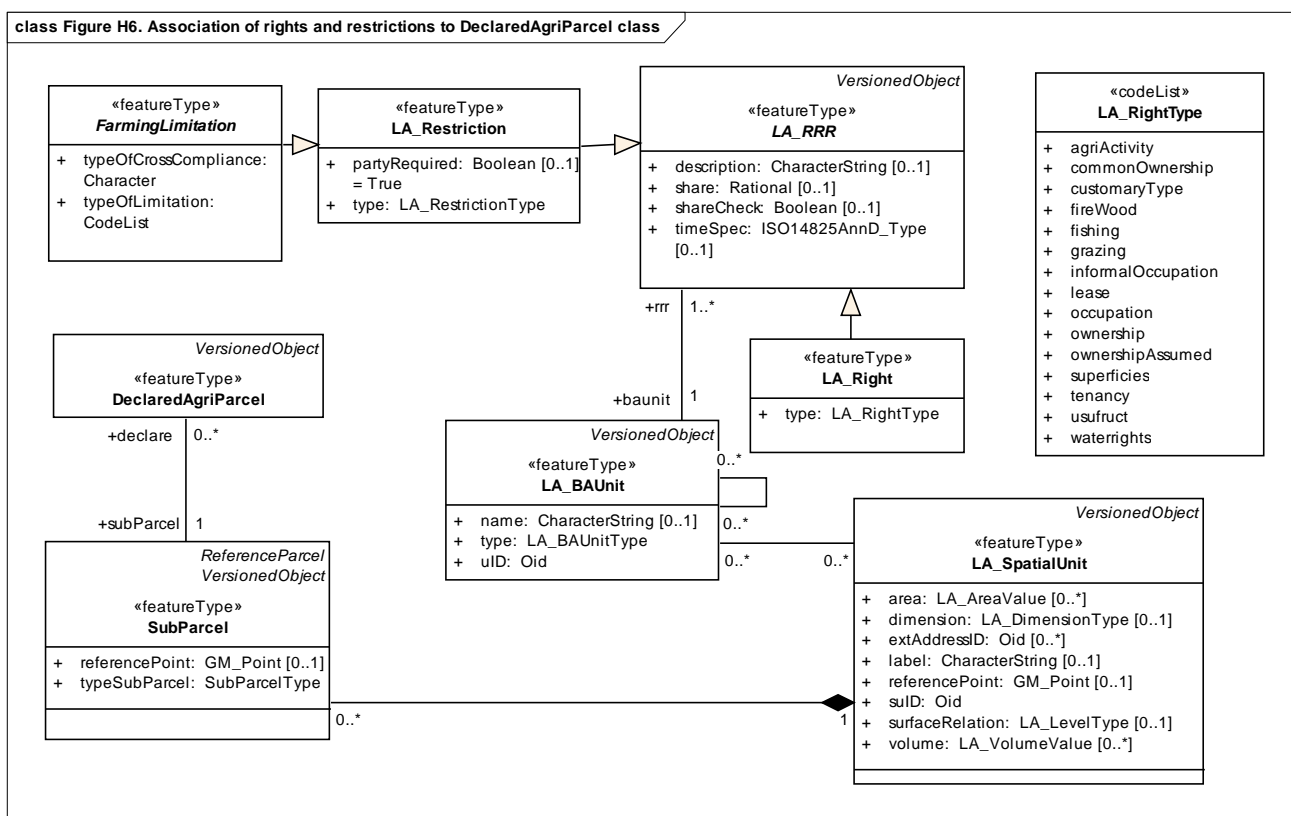 class Figure H6. Association of rights and restrictions to DeclaredAgriParcel class
«featureType»
FarmingLimitation
+ typeOfCrossCompliance:
Character
+ typeOfLimitation:
CodeList
«featureType»
LA_Restriction
+ partyRequired: Boolean [0..1]
= True
+ type: LA_RestrictionType
VersionedObject
«featureType»
LA_RRR
+ description: CharacterString [0..1]
+ share: Rational [0..1]
+ shareCheck: Boolean [0..1]
+ timeSpec: ISO14825AnnD_Type
[0..1]
«codeList»
LA_RightType
+ agriActivity
+ commonOwnership
+ customaryType
+ fireWood
+ fishing
+ grazing
+ informalOccupation
+ lease
+ occupation
+ ownership
+ ownershipAssumed
+ superficies
+ tenancy
+ usufruct
+ waterrights
+rrr 1..*
+baunit 1
«featureType»
LA_Right
+ type: LA_RightType
VersionedObject
«featureType»
DeclaredAgriParcel
+declare 0..*
+subParcel 1
VersionedObject
«featureType»
LA_BAUnit
+ name: CharacterString [0..1]
+ type: LA_BAUnitType
+ uID: Oid
0..*
0..*
0..* 0..*
ReferenceParcel
VersionedObject
«featureType»
SubParcel
+ referencePoint: GM_Point [0..1]
+ typeSubParcel: SubParcelType
0..* 1
VersionedObject
«featureType»
LA_SpatialUnit
+ area: LA_AreaValue [0..*]
+ dimension: LA_DimensionType [0..1]
+ extAddressID: Oid [0..*]
+ label: CharacterString [0..1]
+ referencePoint: GM_Point [0..1]
+ suID: Oid
+ surfaceRelation: LA_LevelType [0..1]
+ volume: LA_VolumeValue [0..*]